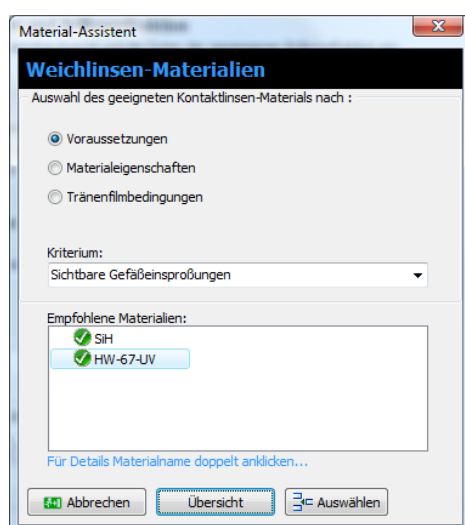 Material-Assistent
Weichlinsen-Materialien
Auswahl des geeigneten Kontaktlinsen-Materials nach :
Voraussetzungen
Materialeigenschaften
Tränenfilmbedingungen
Kriterium:
Sichtbare Gefäßeinsproßungen
Empfohlene Materialien:
SiH
HW-67-UV
Für Details Materialname doppelt anklicken...
Abbrechen Übersicht Auswählen